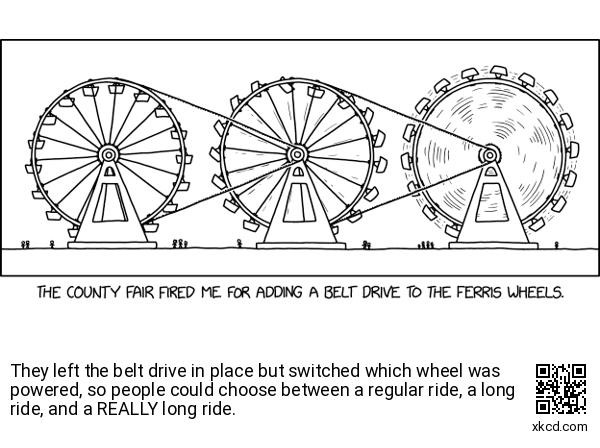 THE COUNTY FAIR FIRED ME FOR ADDING A BELT DRIVE TO THE FERRIS WHEELS.
They left the belt drive in place but switched which wheel was
powered, so people could choose between a regular ride, a long
ride, and a REALLY long ride.
xkcd.com